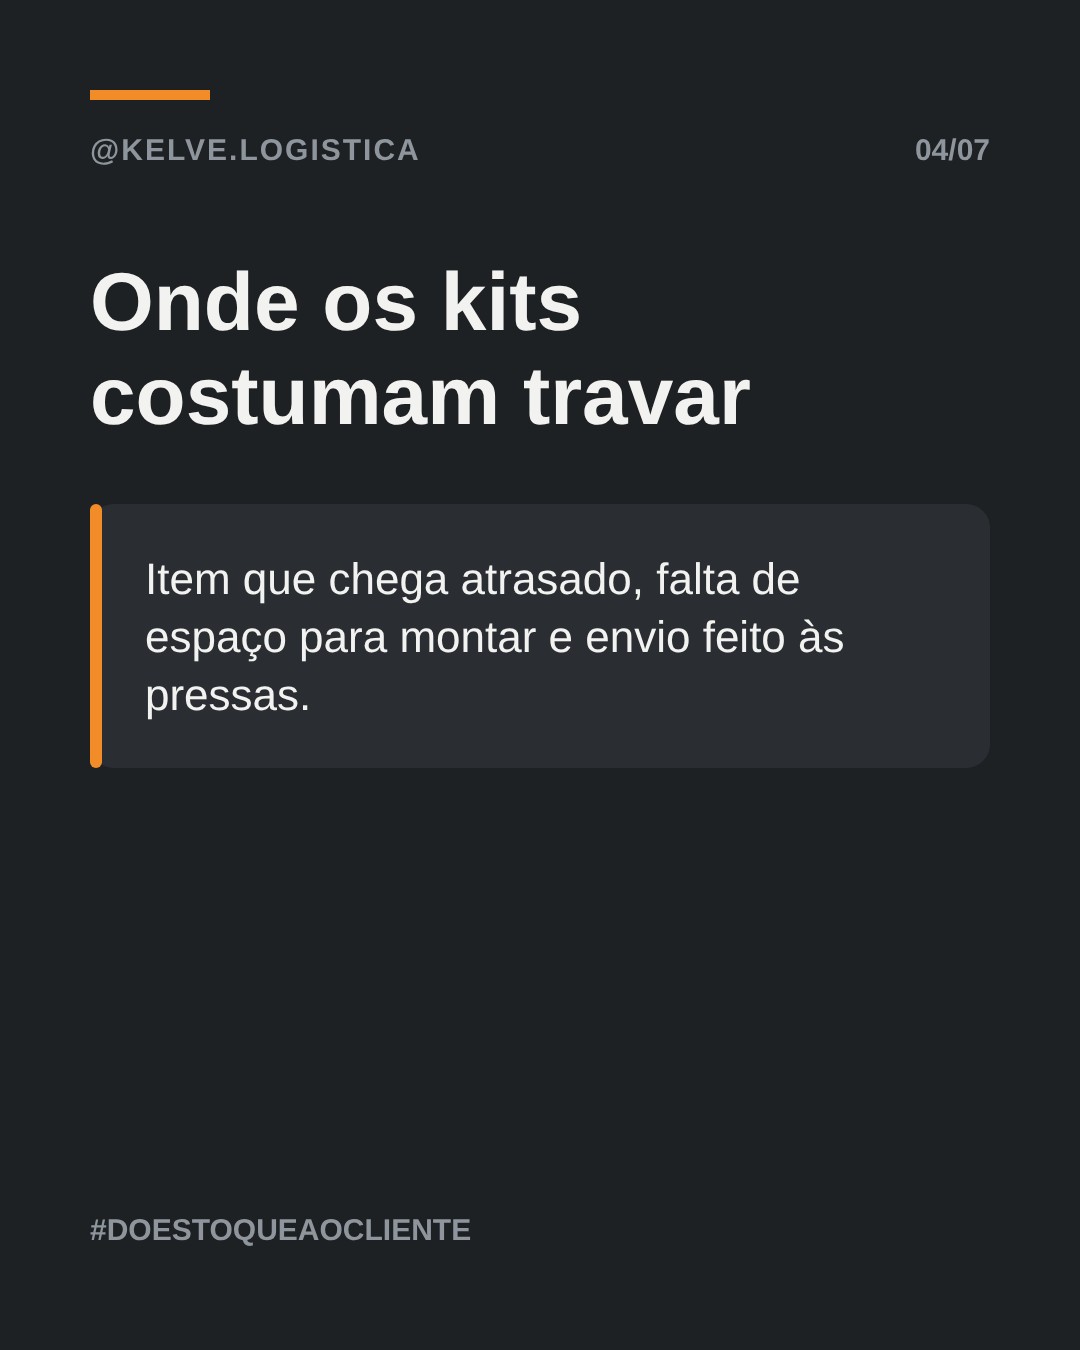 @KELVE.LOGISTICA
04/07
Onde os kits
costumam travar
Item que chega atrasado, falta de
espaço para montar e envio feito às
pressas.
#DOESTOQUEAOCLIENTE